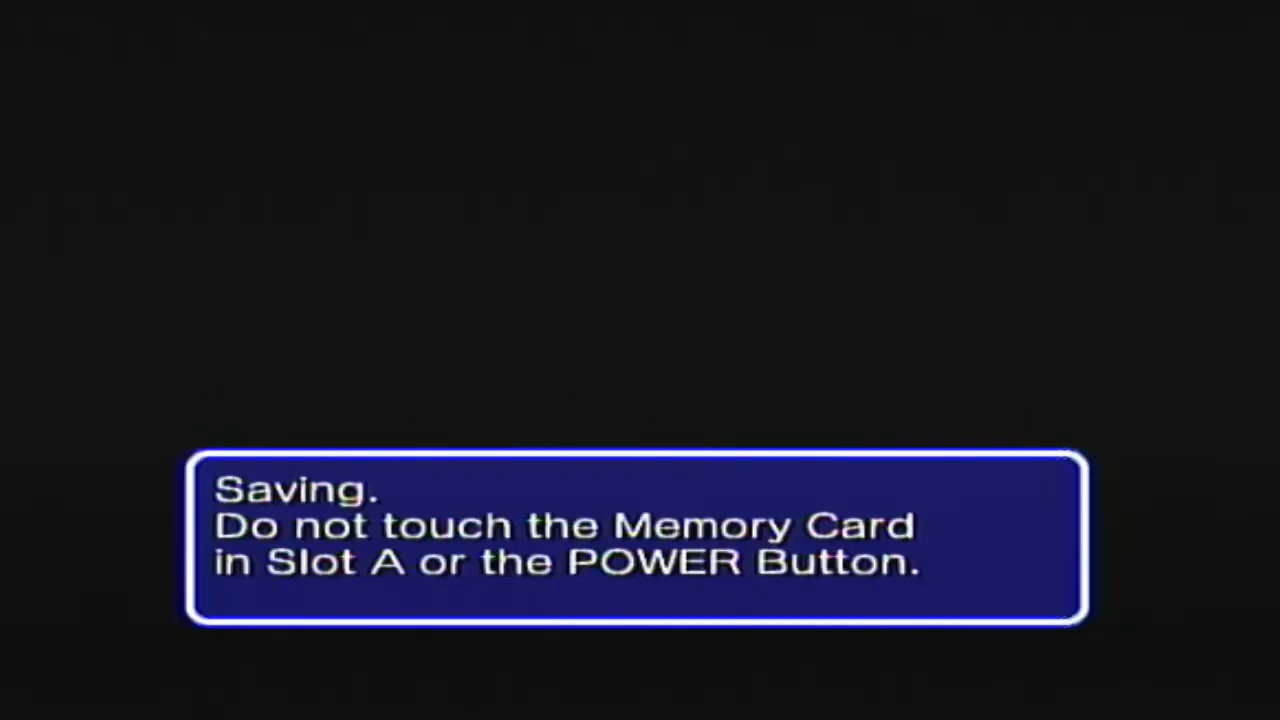 Saving.
Do not touch the Memory Card
in Slot A or the POWER Button.